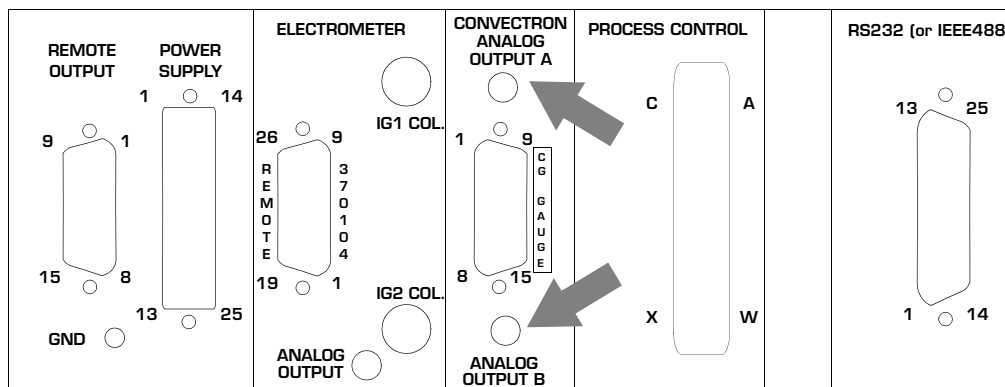 REMOTE
OUTPUT
9
1
15
8
GND
POWER
SUPPLY
1
14
13
25
ELECTROMETER
IG1 COL.
26
9
REMOTE
370104
19
1
IG2 COL.
ANALOG
OUTPUT
CONVECTRON
ANALOG
OUTPUT A
1
9
CG GAUGE
8
15
ANALOG
OUTPUT B
PROCESS CONTROL
C
A
X
W
RS232 (or IEEE488
13
25
1
14